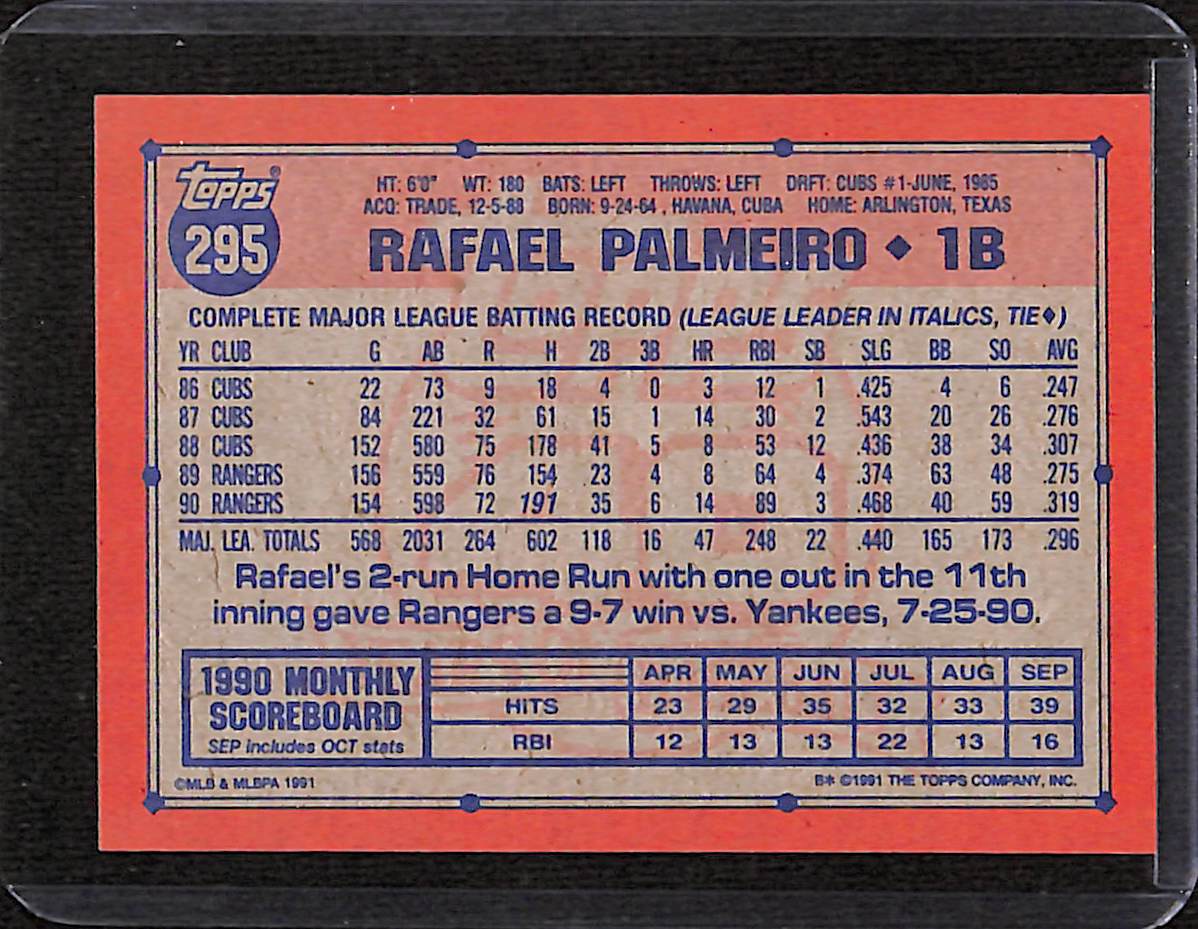 Topps®
295
HT: 6'0" WT: 180 BATS: LEFT THROWS: LEFT DRFT: CUBS #1-JUNE, 1985
ACQ: TRADE, 12-5-88 BORN: 9-24-64 , HAVANA, CUBA HOME: ARLINGTON, TEXAS
RAFAEL PALMEIRO ◆ 1B
COMPLETE MAJOR LEAGUE BATTING RECORD (LEAGUE LEADER IN ITALICS, TIE◆)
YR CLUB G AB R H 2B 3B HR RBI SB SLG BB SO AVG
86 CUBS 22 73 9 18 4 0 3 12 1 .425 4 6 .247
87 CUBS 84 221 32 61 15 1 14 30 2 .543 20 26 .276
88 CUBS 152 580 75 178 41 5 8 53 12 .436 38 34 .307
89 RANGERS 156 559 76 154 23 4 8 64 4 .374 63 48 .275
90 RANGERS 154 598 72 191 35 6 14 89 3 .468 40 59 .319
MAJ. LEA. TOTALS 568 2031 264 602 118 16 47 248 22 .440 165 173 .296
Rafael's 2-run Home Run with one out in the 11th
inning gave Rangers a 9-7 win vs. Yankees, 7-25-90.
1990 MONTHLY
SCOREBOARD
SEP includes OCT stats
APR MAY JUN JUL AUG SEP
HITS 23 29 35 32 33 39
RBI 12 13 13 22 13 16
©MLB & MLBPA 1991
B* ©1991 THE TOPPS COMPANY, INC.